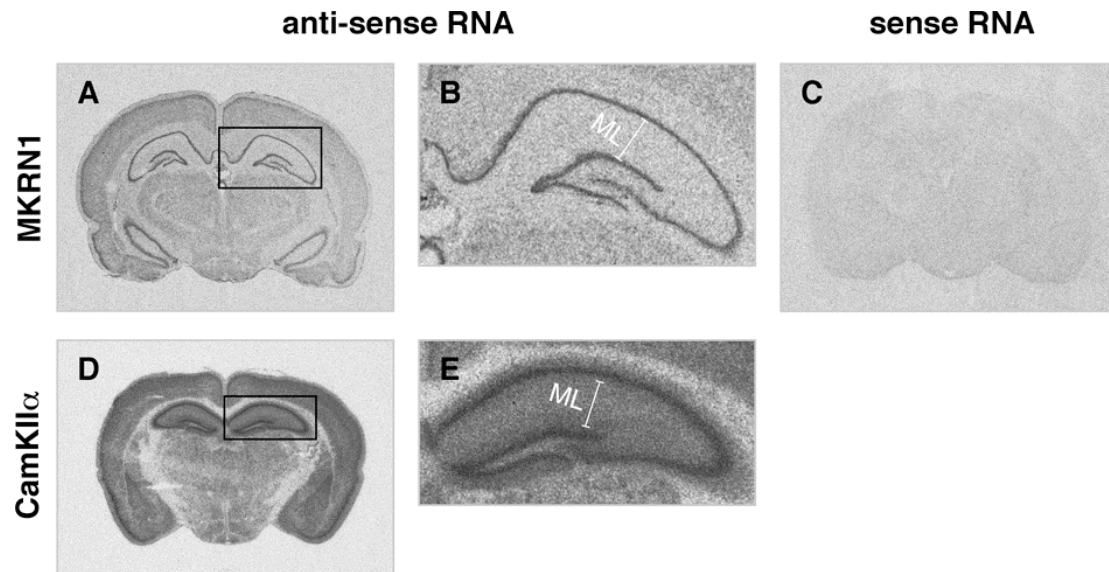 anti-sense RNA
sense RNA
MKRN1
A
B
ML
C
CamKIIα
D
E
ML